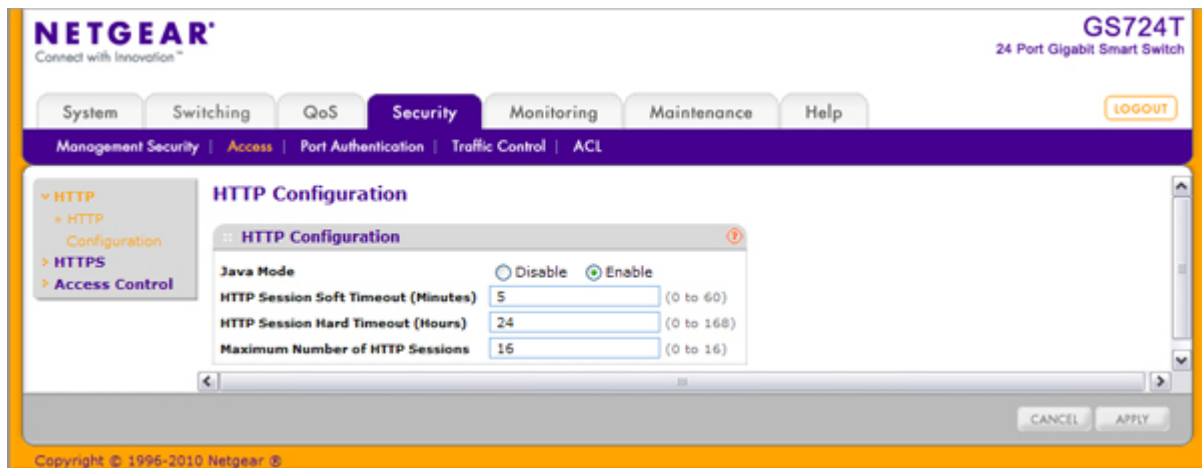 NETGEAR®
Connect with Innovation™
GS724T
24 Port Gigabit Smart Switch
System Switching QoS Security Monitoring Maintenance Help LOGOUT
Management Security | Access | Port Authentication | Traffic Control | ACL
HTTP
HTTP
Configuration
HTTPS
Access Control
HTTP Configuration
HTTP Configuration ?
Java Mode Disable Enable
HTTP Session Soft Timeout (Minutes) 5 (0 to 60)
HTTP Session Hard Timeout (Hours) 24 (0 to 168)
Maximum Number of HTTP Sessions 16 (0 to 16)
CANCEL APPLY
Copyright © 1996-2010 Netgear ®